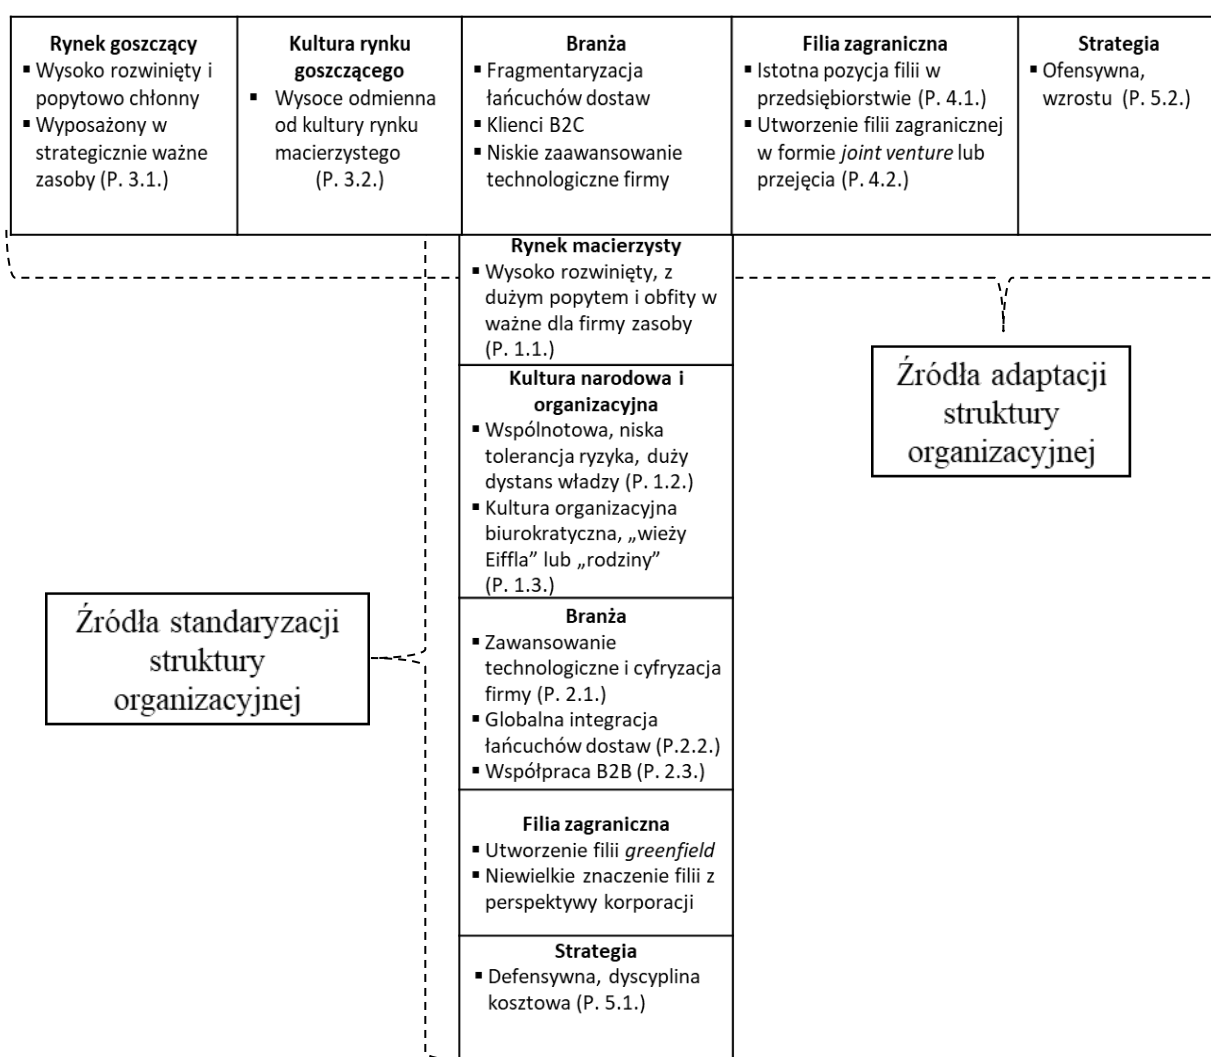 Rynek goszczący
▪ Wysoko rozwinięty i
popytowo chłonny
▪ Wyposażony w
strategicznie ważne
zasoby (P. 3.1.)
Kultura rynku
goszczącego
▪ Wysoce odmienna
od kultury rynku
macierzystego
(P. 3.2.)
Branża
▪ Fragmentaryzacja
łańcuchów dostaw
▪ Klienci B2C
▪ Niskie zaawansowanie
technologiczne firmy
Filia zagraniczna
▪ Istotna pozycja filii w
przedsiębiorstwie (P. 4.1.)
▪ Utworzenie filii zagranicznej
w formie joint venture lub
przejęcia (P. 4.2.)
Strategia
▪ Ofensywna,
wzrostu (P. 5.2.)
Rynek macierzysty
▪ Wysoko rozwinięty, z
dużym popytem i obfity w
ważne dla firmy zasoby
(P. 1.1.)
Kultura narodowa i
organizacyjna
▪ Wspólnotowa, niska
tolerancja ryzyka, duży
dystans władzy (P. 1.2.)
▪ Kultura organizacyjna
biurokratyczna, „wieży
Eiffla” lub „rodziny”
(P. 1.3.)
Branża
▪ Zawansowanie
technologiczne i cyfryzacja
firmy (P. 2.1.)
▪ Globalna integracja
łańcuchów dostaw (P.2.2.)
▪ Współpraca B2B (P. 2.3.)
Filia zagraniczna
▪ Utworzenie filii greenfield
▪ Niewielkie znaczenie filii z
perspektywy korporacji
Strategia
▪ Defensywna, dyscyplina
kosztowa (P. 5.1.)
Źródła adaptacji
struktury
organizacyjnej
Źródła standaryzacji
struktury
organizacyjnej